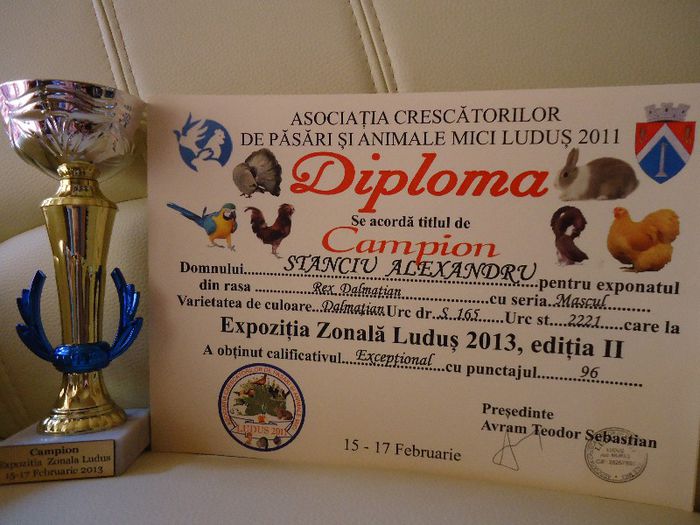 ASOCIAȚIA CRESCĂTORILOR
DE PĂSĂRI ȘI ANIMALE MICI LUDUȘ 2011
Diploma
Se acordă titlul de
Campion
Domnului STANCIU ALEXANDRU pentru exponatul
din rasa Rex Dalmatian cu seria Mascul
Varietatea de culoare Dalmatian Urc dr. S 165 Urc st 2221 care la
Expoziția Zonală Luduș 2013, ediția II
A obținut calificativul Excepțional cu punctajul 96
LUDUS 2011
Președinte
Avram Teodor Sebastian
15 - 17 Februarie
Campion
Expozitia Zonala Ludus
15-17 Februarie 2013